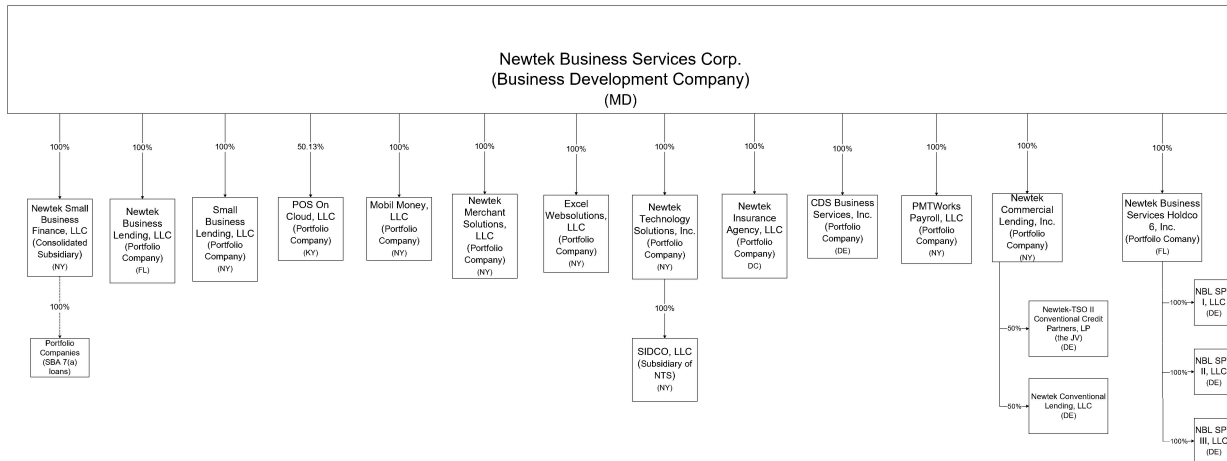 Newtek Business Services Corp.
(Business Development Company)
(MD)
100%
100%
100%
50.13%
100%
100%
100%
100%
100%
100%
100%
100%
100%
Newtek Small
Business
Finance, LLC
(Consolidated
Subsidiary)
(NY)
Newtek
Business
Lending, LLC
(Portfolio
Company)
(FL)
Small
Business
Lending, LLC
(Portfolio
Company)
(NY)
POS On
Cloud, LLC
(Portfolio
Company)
(KY)
Mobil Money,
LLC
(Portfolio
Company)
(NY)
Newtek
Merchant
Solutions,
LLC
(Portfolio
Company)
(NY)
Excel
Websolutions,
LLC
(Portfolio
Company)
(NY)
Newtek
Technology
Solutions, Inc.
(Portfolio
Company)
(NY)
Newtek
Insurance
Agency, LLC
(Portfolio
Company)
(DC)
CDS Business
Services, Inc.
(Portfolio
Company)
(DE)
PMTWorks
Payroll, LLC
(Portfolio
Company)
(NY)
Newtek
Commercial
Lending, Inc.
(Portfolio
Company)
(NY)
Newtek Business
Services Holdco
6, Inc.
(Portfoilo Comany)
(FL)
100%
Portfolio
Companies
(SBA 7(a)
loans)
100%
SIDCO, LLC
(Subsidiary of
NTS)
(NY)
50%
Newtek-TSO II
Conventional Credit
Partners, LP
(the JV)
(DE)
50%
Newtek Conventional
Lending, LLC
(DE)
100%
NBL SP
I, LLC
(DE)
100%
NBL SP
II, LLC
(DE)
100%
NBL SP
III, LLC
(DE)